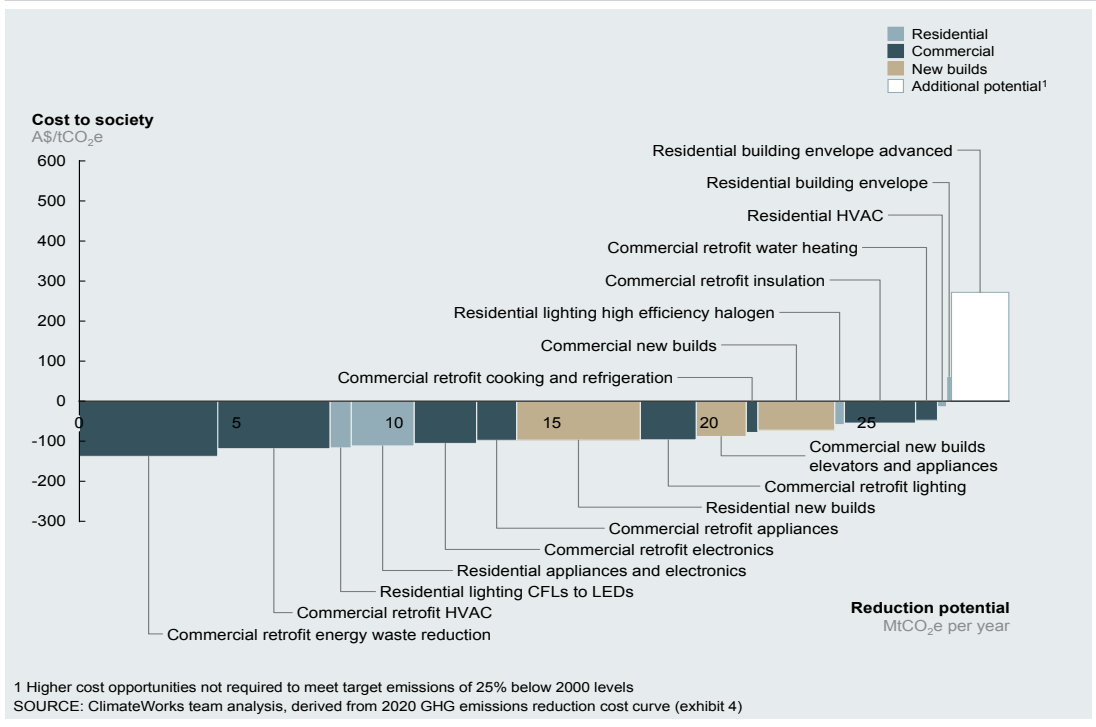 Residential
Commercial
New builds
Additional potential¹
Cost to society
A$/tCO₂e
600
500
400
300
200
100
0
-100
-200
-300
Residential building envelope advanced
Residential building envelope
Residential HVAC
Commercial retrofit water heating
Commercial retrofit insulation
Residential lighting high efficiency halogen
Commercial new builds
Commercial retrofit cooking and refrigeration
0 5 10 15 20 25
Commercial new builds
elevators and appliances
Commercial retrofit lighting
Residential new builds
Commercial retrofit appliances
Commercial retrofit electronics
Residential appliances and electronics
Residential lighting CFLs to LEDs
Commercial retrofit HVAC
Commercial retrofit energy waste reduction
Reduction potential
MtCO₂e per year
1 Higher cost opportunities not required to meet target emissions of 25% below 2000 levels
SOURCE: ClimateWorks team analysis, derived from 2020 GHG emissions reduction cost curve (exhibit 4)